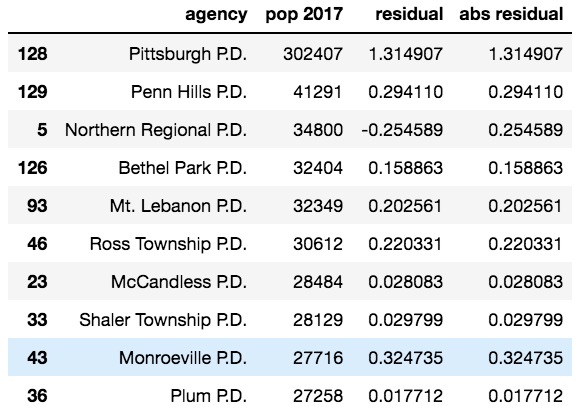 agency pop 2017 residual abs residual
128 Pittsburgh P.D. 302407 1.314907 1.314907
129 Penn Hills P.D. 41291 0.294110 0.294110
5 Northern Regional P.D. 34800 -0.254589 0.254589
126 Bethel Park P.D. 32404 0.158863 0.158863
93 Mt. Lebanon P.D. 32349 0.202561 0.202561
46 Ross Township P.D. 30612 0.220331 0.220331
23 McCandless P.D. 28484 0.028083 0.028083
33 Shaler Township P.D. 28129 0.029799 0.029799
43 Monroeville P.D. 27716 0.324735 0.324735
36 Plum P.D. 27258 0.017712 0.017712